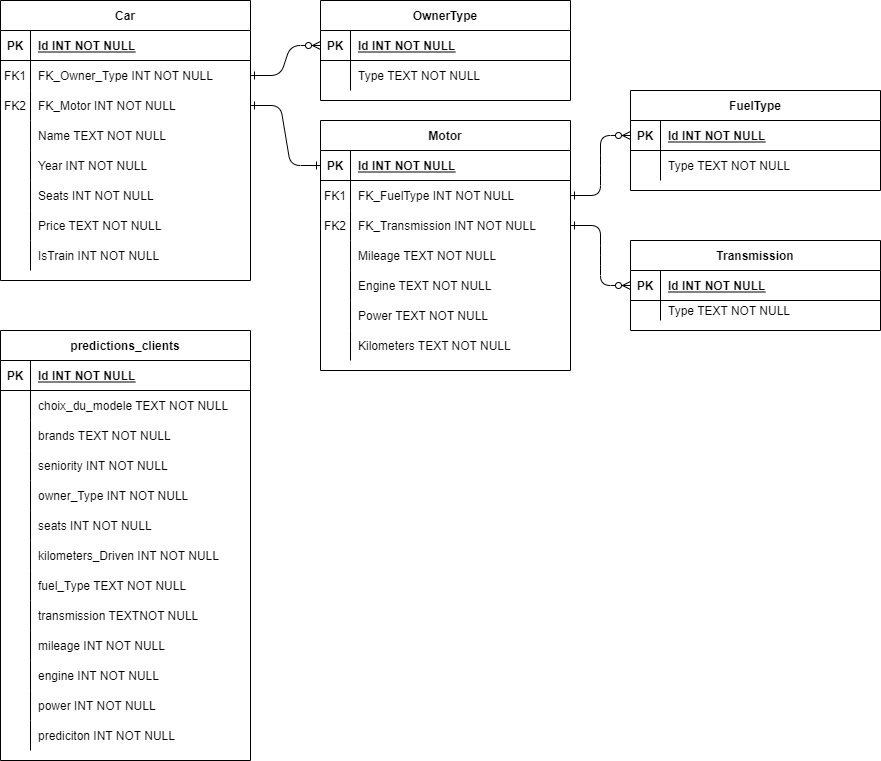 Car
PK Id INT NOT NULL
FK1 FK_Owner_Type INT NOT NULL
FK2 FK_Motor INT NOT NULL
Name TEXT NOT NULL
Year INT NOT NULL
Seats INT NOT NULL
Price TEXT NOT NULL
IsTrain INT NOT NULL
OwnerType
PK Id INT NOT NULL
Type TEXT NOT NULL
Motor
PK Id INT NOT NULL
FK1 FK_FuelType INT NOT NULL
FK2 FK_Transmission INT NOT NULL
Mileage TEXT NOT NULL
Engine TEXT NOT NULL
Power TEXT NOT NULL
Kilometers TEXT NOT NULL
FuelType
PK Id INT NOT NULL
Type TEXT NOT NULL
Transmission
PK Id INT NOT NULL
Type TEXT NOT NULL
predictions_clients
PK Id INT NOT NULL
choix_du_modele TEXT NOT NULL
brands TEXT NOT NULL
seniority INT NOT NULL
owner_Type INT NOT NULL
seats INT NOT NULL
kilometers_Driven INT NOT NULL
fuel_Type TEXT NOT NULL
transmission TEXTNOT NULL
mileage INT NOT NULL
engine INT NOT NULL
power INT NOT NULL
prediciton INT NOT NULL